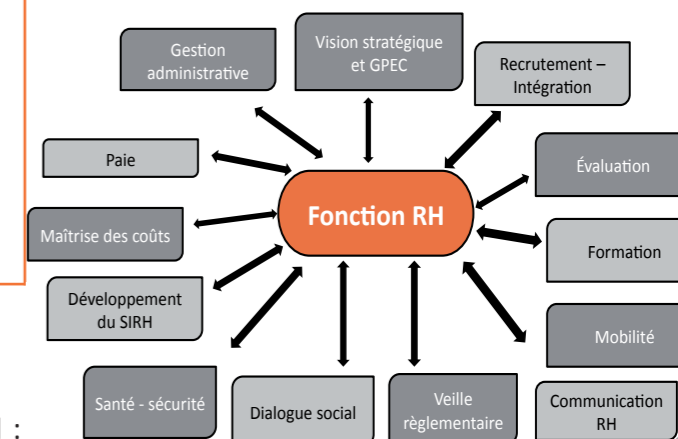 Gestion
administrative
Vision stratégique
et GPEC
Recrutement –
Intégration
Paie
Évaluation
Fonction RH
Maîtrise des coûts
Formation
Développement
du SIRH
Mobilité
Santé - sécurité
Dialogue social
Veille
règlementaire
Communication
RH
: